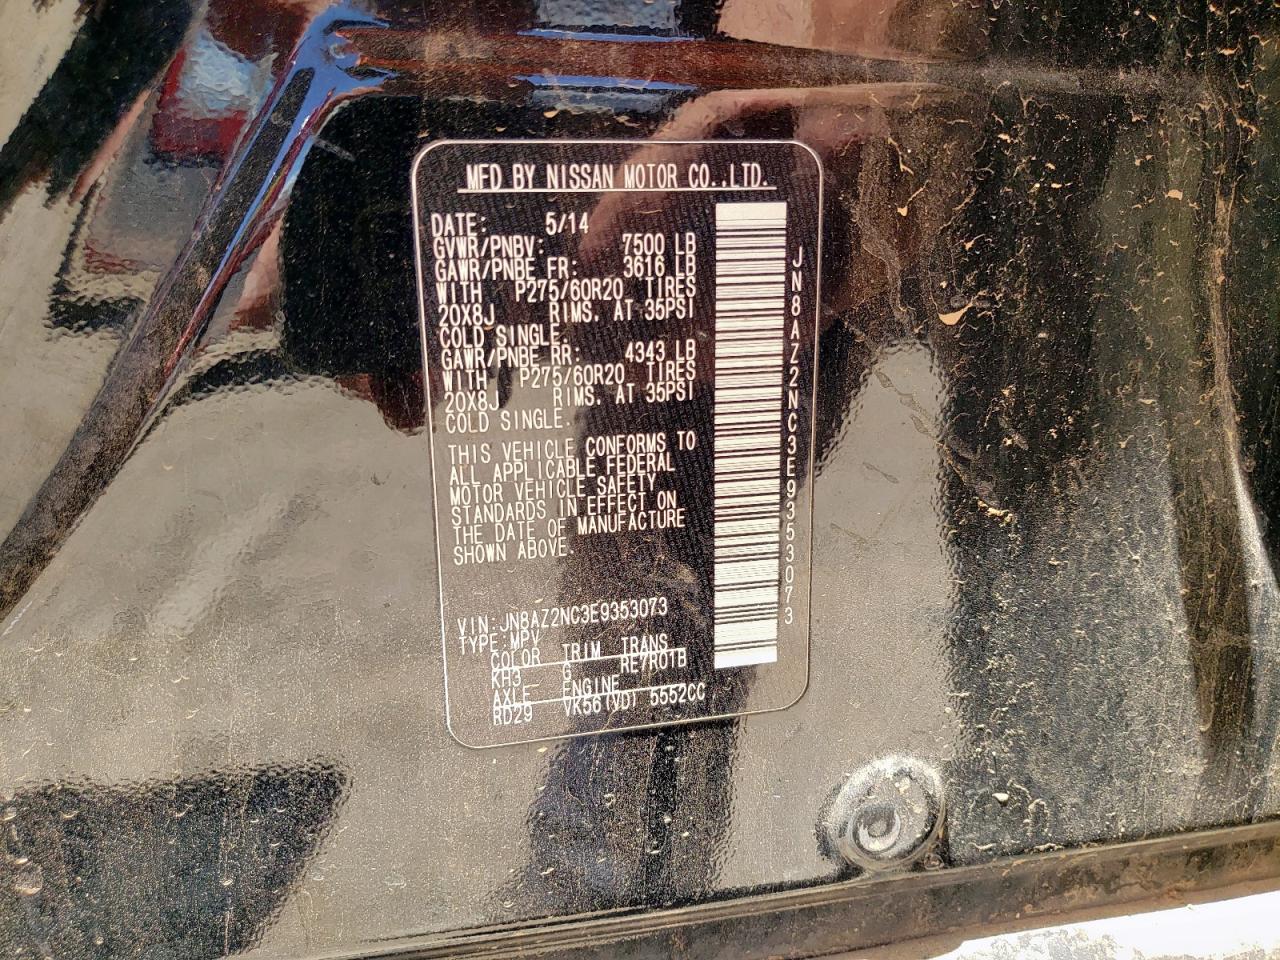 MFD BY NISSAN MOTOR CO.,LTD.
DATE: 5/14
GVWR/PNBV: 7500 LB
GAWR/PNBE FR: 3616 LB
WITH P275/60R20 TIRES
20X8J RIMS. AT 35PSI
COLD SINGLE.
GAWR/PNBE RR: 4343 LB
WITH P275/60R20 TIRES
20X8J RIMS. AT 35PSI
COLD SINGLE.
THIS VEHICLE CONFORMS TO
ALL APPLICABLE FEDERAL
MOTOR VEHICLE SAFETY
STANDARDS IN EFFECT ON
THE DATE OF MANUFACTURE
SHOWN ABOVE.
VIN:JN8AZ2NC3E9353073
TYPE:MPV
COLOR TRIM TRANS
KH3 G RE7R01B
AXLE ENGINE
RD29 VK56(VD) 5552CC
JN8AZ2NC3E9353073